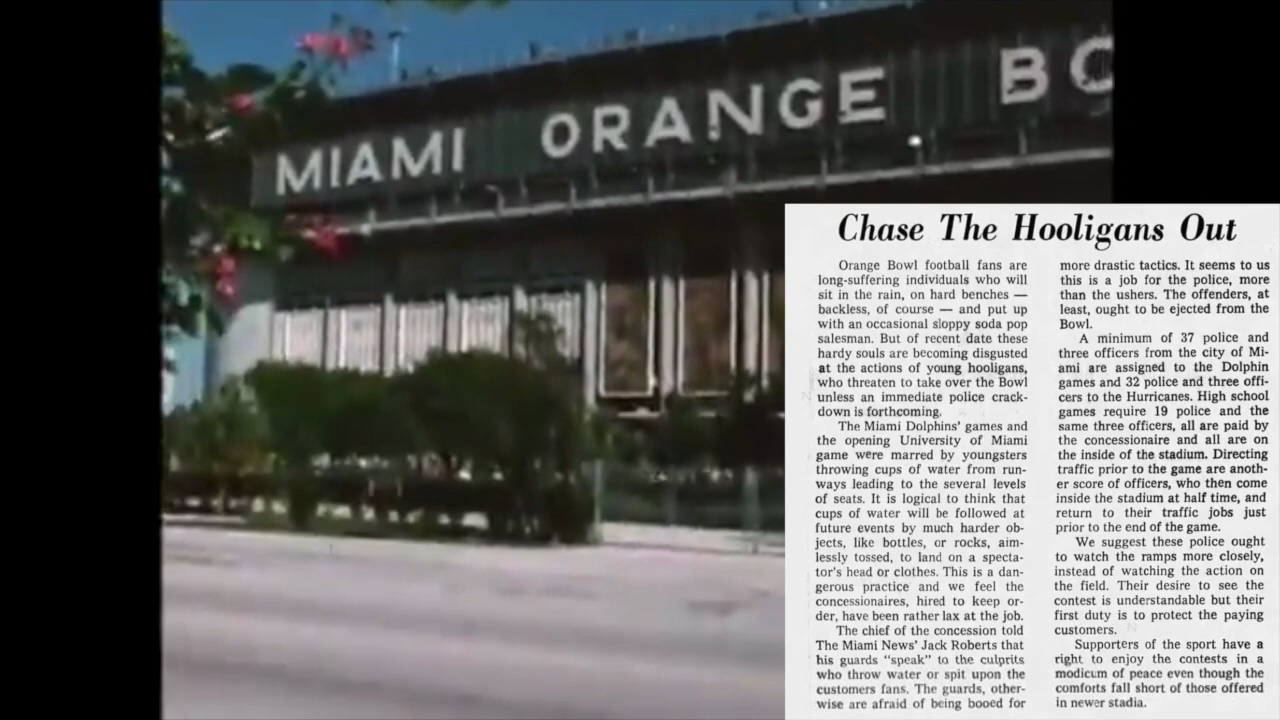 MIAMI ORANGE BO
Chase The Hooligans Out
Orange Bowl football fans are
long-suffering individuals who will
sit in the rain, on hard benches —
backless, of course — and put up
with an occasional sloppy soda pop
salesman. But of recent date these
hardy souls are becoming disgusted
at the actions of young hooligans,
who threaten to take over the Bowl
unless an immediate police crack-
down is forthcoming.
The Miami Dolphins' games and
the opening University of Miami
game were marred by youngsters
throwing cups of water from run-
ways leading to the several levels
of seats. It is logical to think that
cups of water will be followed at
future events by much harder ob-
jects, like bottles, or rocks, aim-
lessly tossed, to land on a specta-
tor's head or clothes. This is a dan-
gerous practice and we feel the
concessionaires, hired to keep or-
der, have been rather lax at the job.
The chief of the concession told
The Miami News' Jack Roberts that
his guards "speak" to the culprits
who throw water or spit upon the
customers fans. The guards, other-
wise are afraid of being booed for
more drastic tactics. It seems to us
this is a job for the police, more
than the ushers. The offenders, at
least, ought to be ejected from the
Bowl.
A minimum of 37 police and
three officers from the city of Mi-
ami are assigned to the Dolphin
games and 32 police and three offi-
cers to the Hurricanes. High school
games require 19 police and the
same three officers, all are paid by
the concessionaire and all are on
the inside of the stadium. Directing
traffic prior to the game are anoth-
er score of officers, who then come
inside the stadium at half time, and
return to their traffic jobs just
prior to the end of the game.
We suggest these police ought
to watch the ramps more closely,
instead of watching the action on
the field. Their desire to see the
contest is understandable but their
first duty is to protect the paying
customers.
Supporters of the sport have a
right to enjoy the contests in a
modicum of peace even though the
comforts fall short of those offered
in newer stadia.